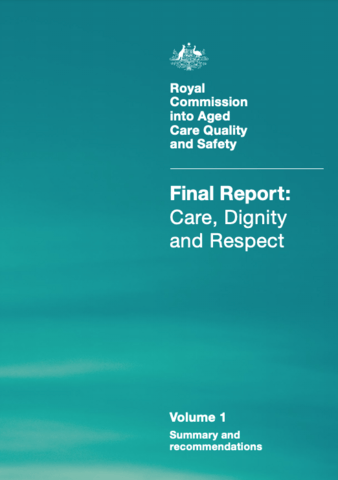 Royal
Commission
into Aged
Care Quality
and Safety
Final Report:
Care, Dignity
and Respect
Volume 1
Summary and
recommendations